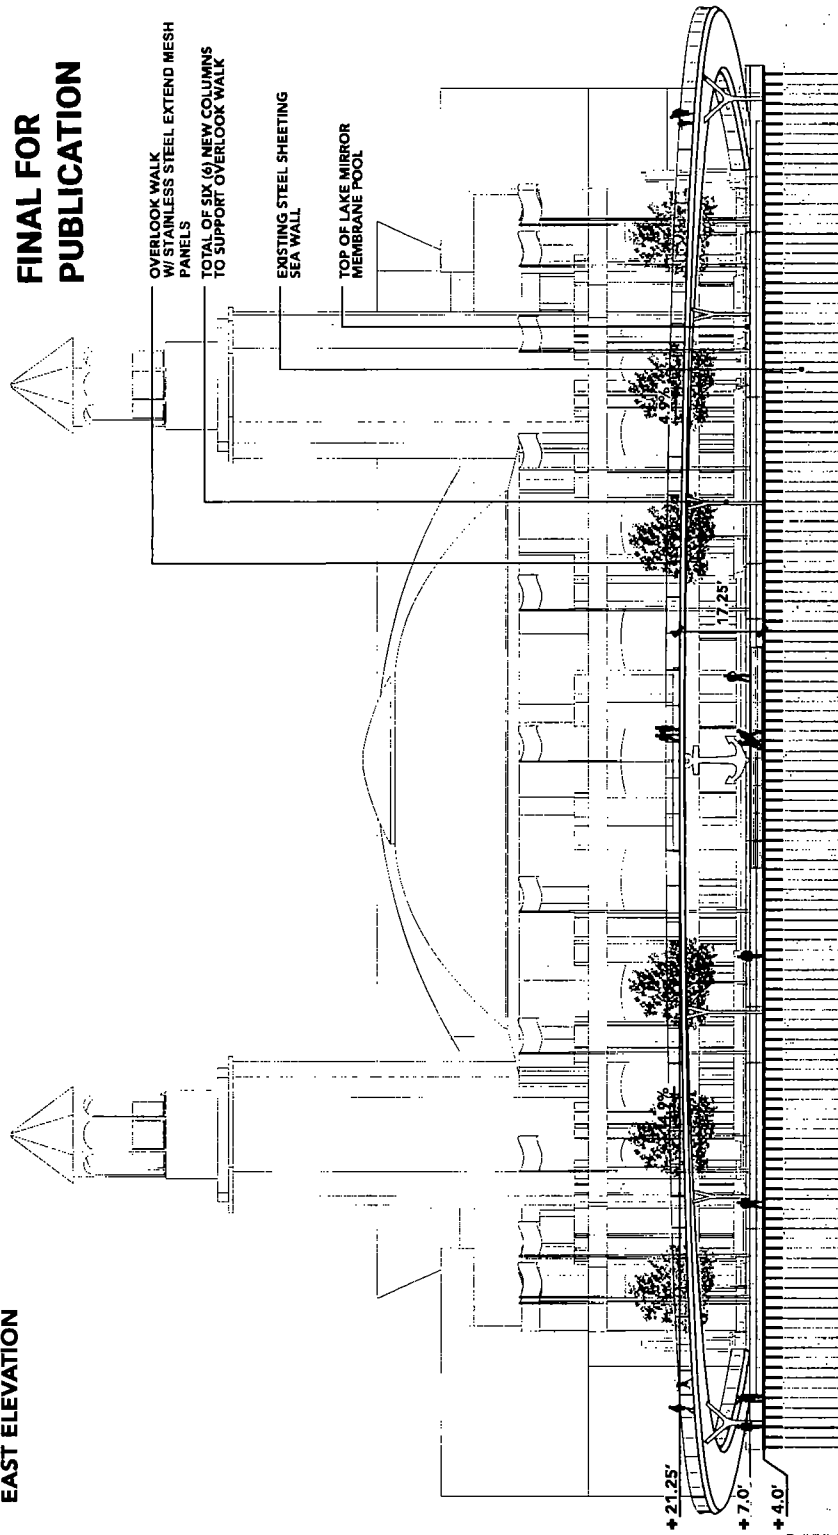 EAST ELEVATION
FINAL FOR
PUBLICATION
OVERLOOK WALK
W/ STAINLESS STEEL EXTEND MESH
PANELS
TOTAL OF SIX (6) NEW COLUMNS
TO SUPPORT OVERLOOK WALK
EXISTING STEEL SHEETING
SEA WALL
TOP OF LAKE MIRROR
MEMBRANE POOL
4.9%
4.9%
17.25'
+ 21.25'
+ 7.0'
+ 4.0'